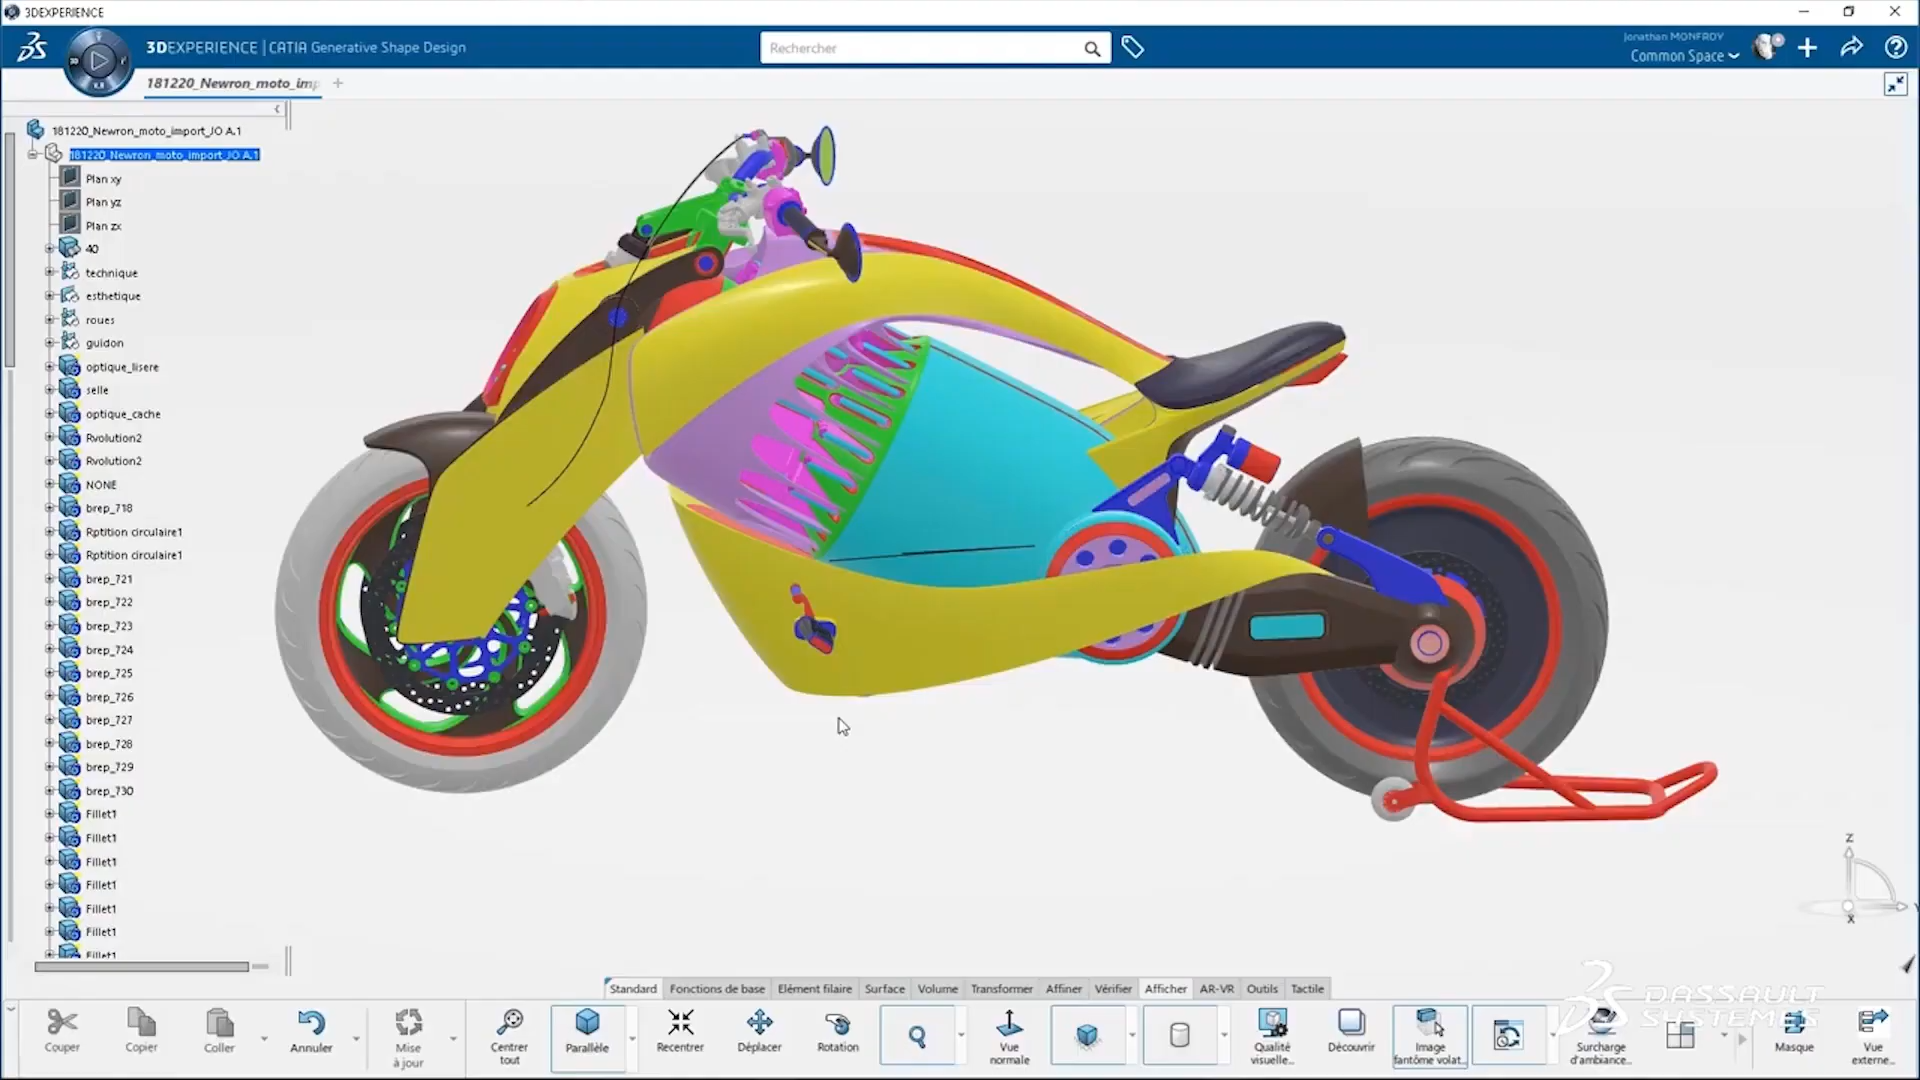 3DEXPERIENCE
3DEXPERIENCE | CATIA Generative Shape Design
Rechercher
Jonathan MONFROY
Common Space
181220_Newron_moto_imp
181220_Newron_moto_import_JO A.1
181220_Newron_moto_import_JO A.1
Plan xy
Plan yz
Plan zx
40
technique
esthetique
roues
guidon
optique_lisere
selle
optique_cache
Rvolution2
Rvolution2
NONE
brep_718
Rptition circulaire1
Rptition circulaire1
brep_721
brep_722
brep_723
brep_724
brep_725
brep_726
brep_727
brep_728
brep_729
brep_730
Fillet1
Fillet1
Fillet1
Fillet1
Fillet1
Fillet1
Fillet1
Z
X
Standard Fonctions de base Elément filaire Surface Volume Transformer Affiner Vérifier Afficher AR-VR Outils Tactile
DASSAULT
SYSTEMES
Couper
Copier
Coller
Annuler
Mise
à jour
Centrer
tout
Parallèle
Recentrer
Déplacer
Rotation
Vue
normale
Qualité
visuelle...
Découvrir
Image
fantôme volat...
Surcharge
d'ambiance...
Masque
Vue
externe...